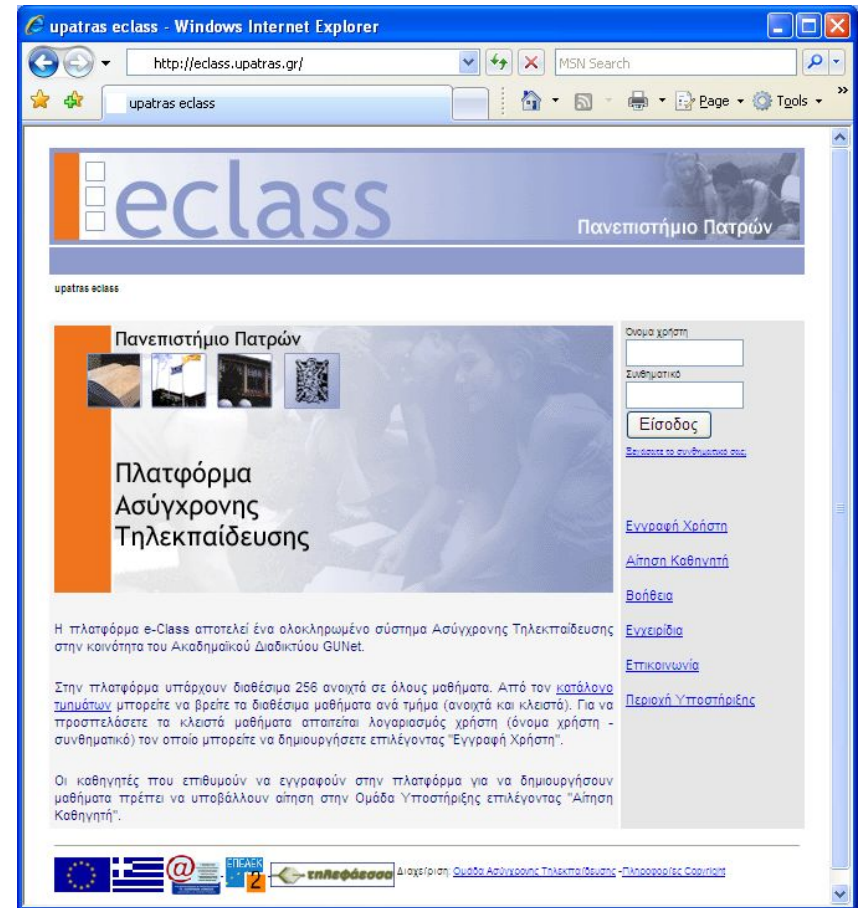 upatras eclass - Windows Internet Explorer
http://eclass.upatras.gr/
MSN Search
upatras eclass
Page
Tools
eclass
Πανεπιστήμιο Πατρών
upatras eclass
Πανεπιστήμιο Πατρών
Πλατφόρμα
Ασύγχρονης
Τηλεκπαίδευσης
Όνομα χρήστη
Συνθηματικό
Είσοδος
Ξεχάσατε το συνθηματικό σας;
Εγγραφή Χρήστη
Αίτηση Καθηγητή
Βοήθεια
Εγχειρίδια
Επικοινωνία
Περιοχή Υποστήριξης
Η πλατφόρμα e-Class αποτελεί ένα ολοκληρωμένο σύστημα Ασύγχρονης Τηλεκπαίδευσης
στην κοινότητα του Ακαδημαϊκού Διαδικτύου GUNet.
Στην πλατφόρμα υπάρχουν διαθέσιμα 256 ανοιχτά σε όλους μαθήματα. Από τον κατάλογο
τμημάτων μπορείτε να βρείτε τα διαθέσιμα μαθήματα ανά τμήμα (ανοιχτά και κλειστά). Για να
προσπελάσετε τα κλειστά μαθήματα απαιτείται λογαριασμός χρήστη (όνομα χρήστη -
συνθηματικό) τον οποίο μπορείτε να δημιουργήσετε επιλέγοντας "Εγγραφή Χρήστη".
Οι καθηγητές που επιθυμούν να εγγραφούν στην πλατφόρμα για να δημιουργήσουν
μαθήματα πρέπει να υποβάλλουν αίτηση στην Ομάδα Υποστήριξης επιλέγοντας "Αίτηση
Καθηγητή".
ΕΠΕΑΕΚ
2
τηλεφάεσσα
Διαχείριση: Ομάδα Ασύγχρονης Τηλεκπαίδευσης - Πληροφορίες Copyright